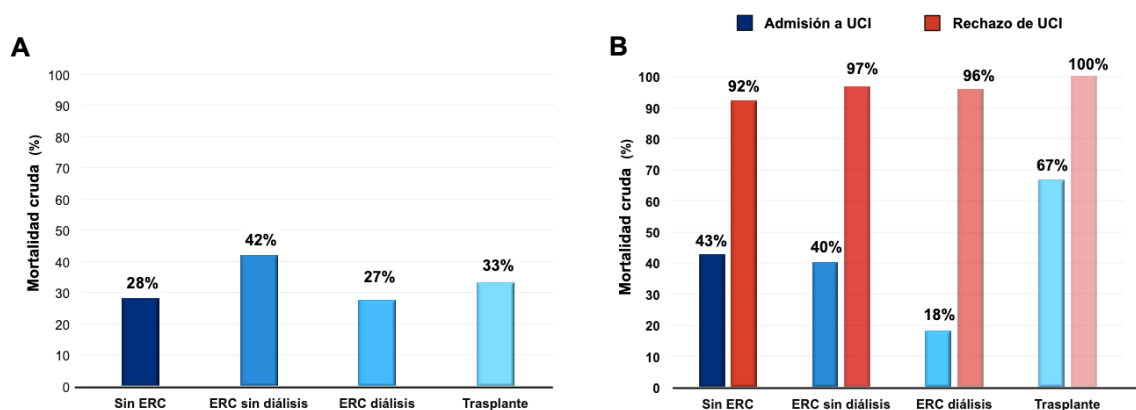 A
Mortalidad cruda (%)
100
90
80
70
60
50
40
30
20
10
0
28%
42%
27%
33%
Sin ERC
ERC sin diálisis
ERC diálisis
Trasplante
Admisión a UCI
Rechazo de UCI
B
Mortalidad cruda (%)
100
90
80
70
60
50
40
30
20
10
0
43%
92%
40%
97%
18%
96%
67%
100%
Sin ERC
ERC sin diálisis
ERC diálisis
Trasplante